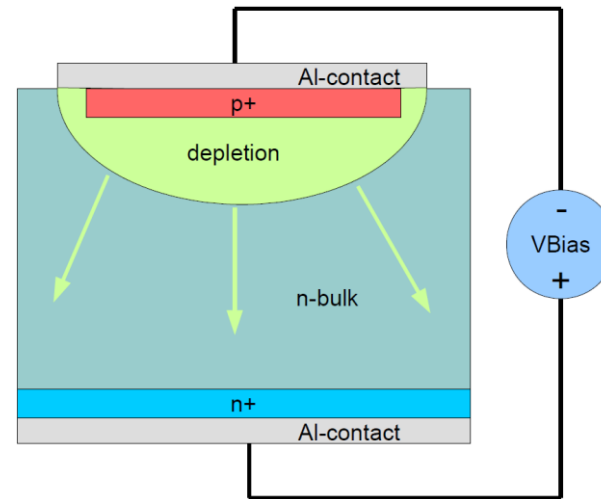 Al-contact
p+
depletion
-
VBias
+
n-bulk
n+
Al-contact